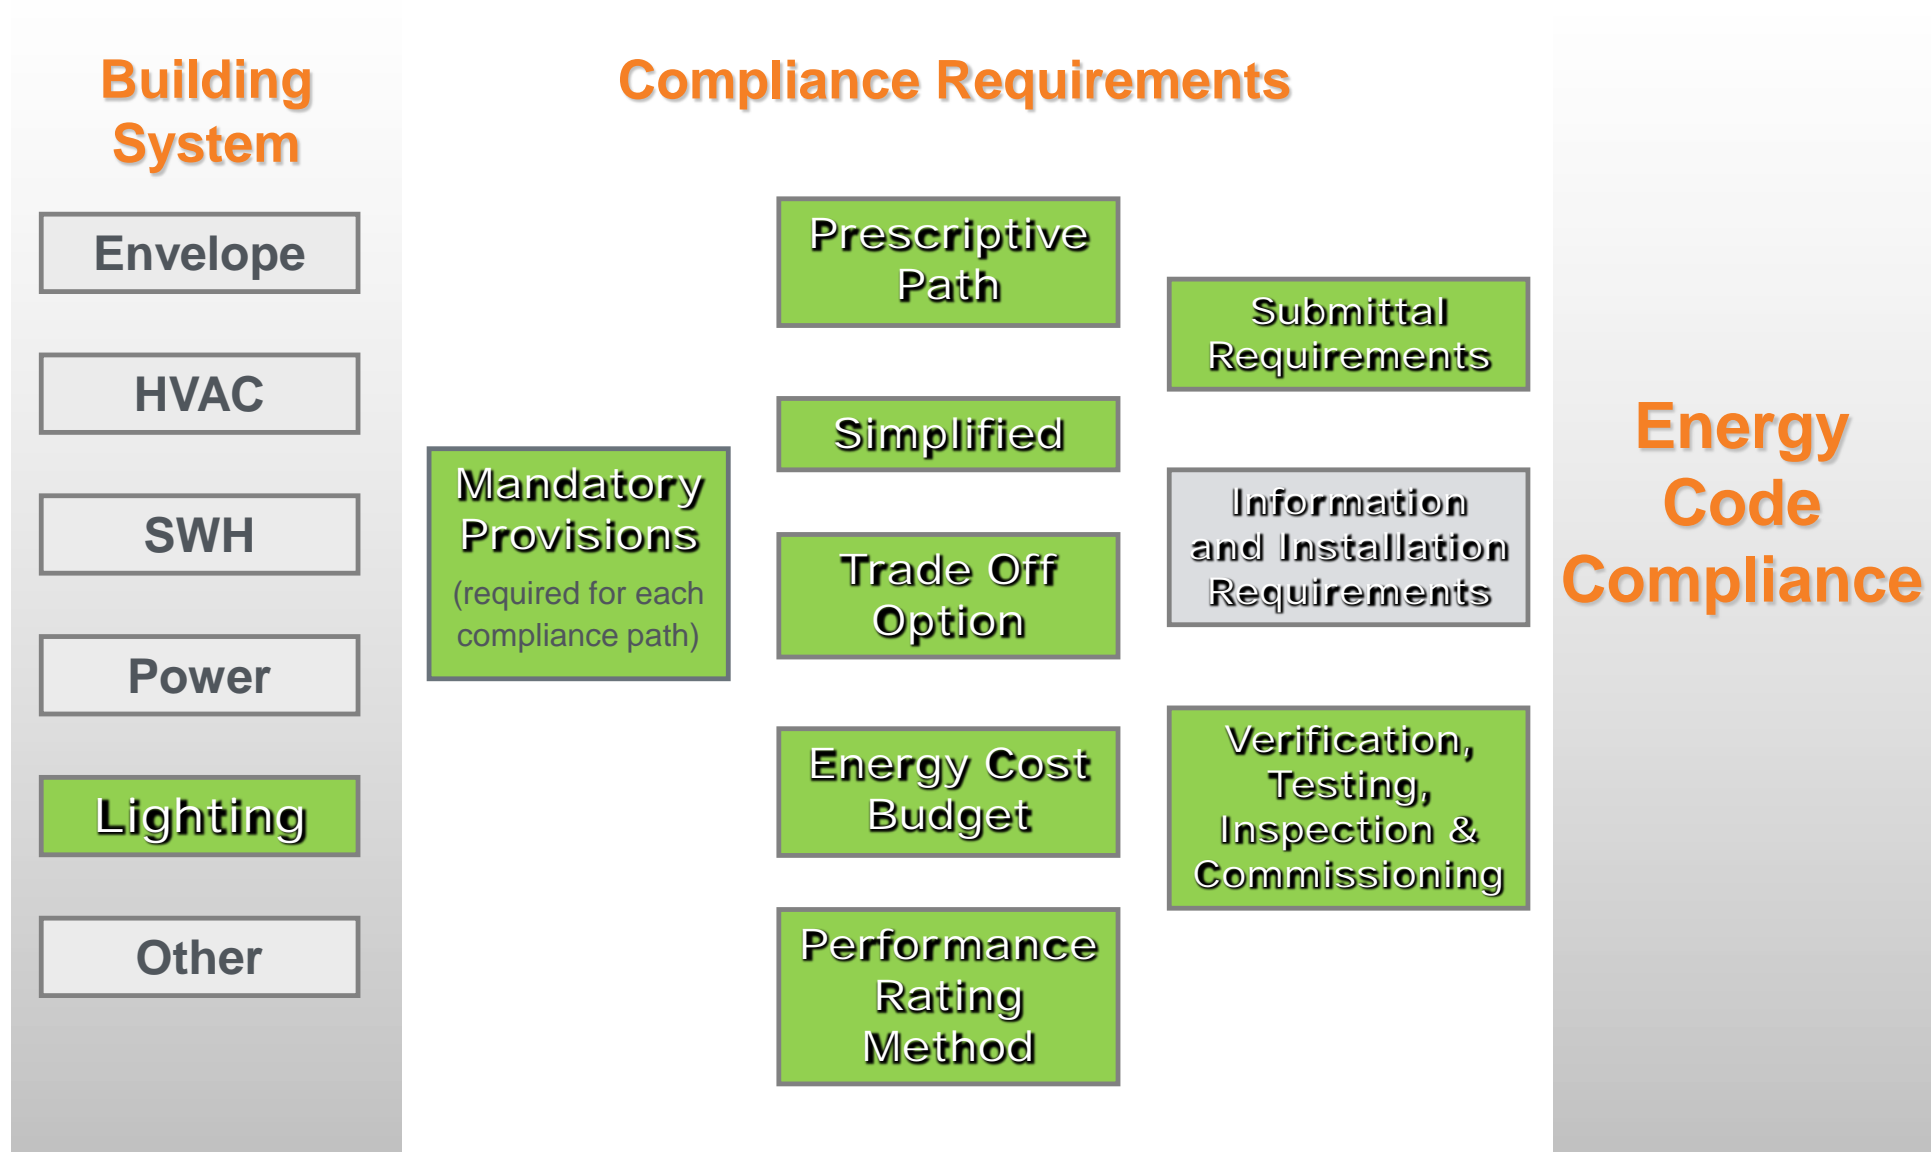 Building
System
Envelope
HVAC
SWH
Power
Lighting
Other
Compliance Requirements
Mandatory
Provisions
(required for each
compliance path)
Prescriptive
Path
Simplified
Trade Off
Option
Energy Cost
Budget
Performance
Rating
Method
Submittal
Requirements
Information
and Installation
Requirements
Verification,
Testing,
Inspection &
Commissioning
Energy
Code
Compliance